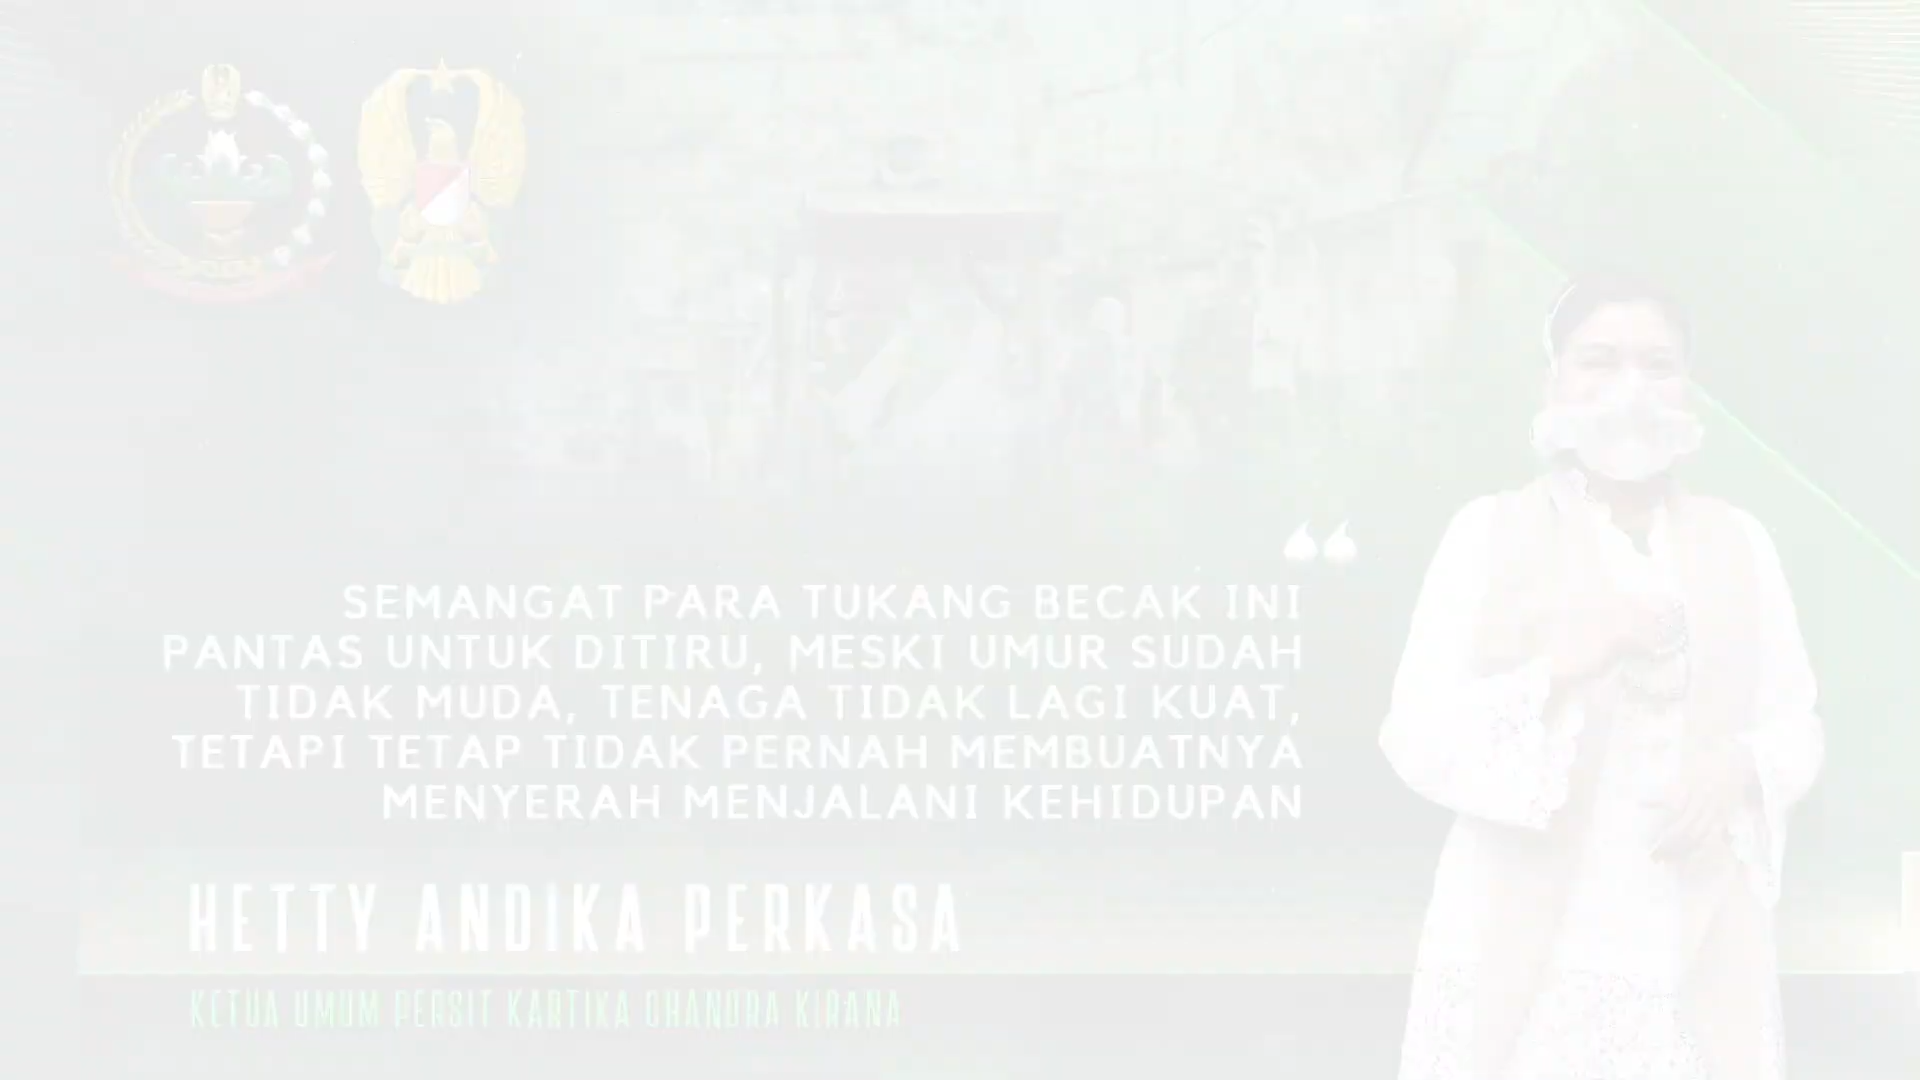 SEMANGAT PARA TUKANG BECAK INI
PANTAS UNTUK DITIRU, MESKI UMUR SUDAH
TIDAK MUDA, TENAGA TIDAK LAGI KUAT,
TETAPI TETAP TIDAK PERNAH MEMBUATNYA
MENYERAH MENJALANI KEHIDUPAN
HETTY ANDIKA PERKASA
KETUA UMUM PERSIT KARTIKA CHANDRA KIRANA